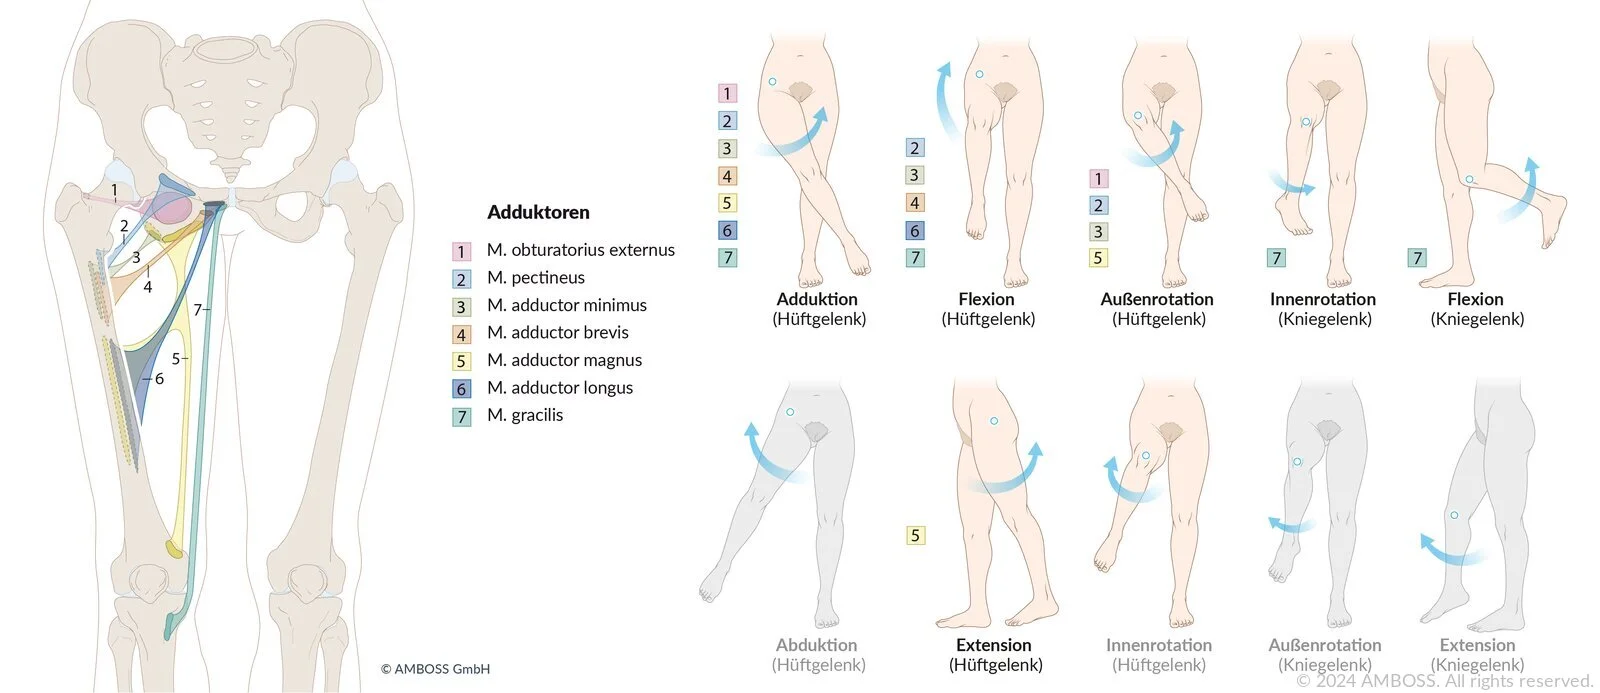 1
2
3
4
7
5
6
Adduktoren
1 M. obturatorius externus
2 M. pectineus
3 M. adductor minimus
4 M. adductor brevis
5 M. adductor magnus
6 M. adductor longus
7 M. gracilis
© AMBOSS GmbH
1
2
3
4
5
6
7
Adduktion
(Hüftgelenk)
2
3
4
6
7
Flexion
(Hüftgelenk)
1
2
3
5
Außenrotation
(Hüftgelenk)
7
Innenrotation
(Kniegelenk)
7
Flexion
(Kniegelenk)
Abduktion
(Hüftgelenk)
5
Extension
(Hüftgelenk)
Innenrotation
(Hüftgelenk)
Außenrotation
(Kniegelenk)
Extension
(Kniegelenk)
© 2024 AMBOSS. All rights reserved.